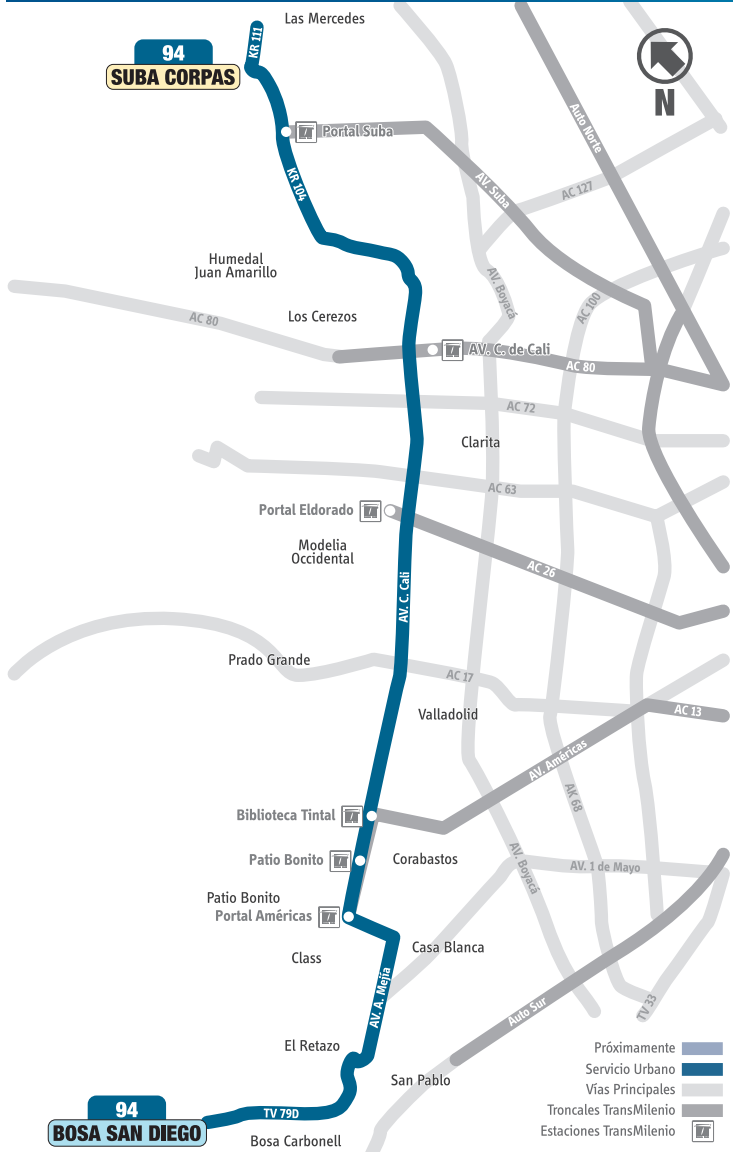 Las Mercedes
KR 111
94
SUBA CORPAS
N
Auto Norte
Portal Suba
KR 104
AV. Suba
AC 127
Humedal
Juan Amarillo
AV. Boyacá
AC 100
Los Cerezos
AC 80
AV. C. de Cali
AC 80
AC 72
Clarita
AC 63
Portal Eldorado
Modelia
Occidental
AC 26
AV. C. Cali
Prado Grande
AC 17
Valladolid
AC 13
AV. Américas
AK 68
Biblioteca Tintal
Patio Bonito
Corabastos
AV. Boyacá
AV. 1 de Mayo
Patio Bonito
Portal Américas
Casa Blanca
Class
AV. A. Mejía
Auto Sur
TV 33
El Retazo
San Pablo
94
BOSA SAN DIEGO
TV 79D
Bosa Carbonell
Próximamente
Servicio Urbano
Vías Principales
Troncales TransMilenio
Estaciones TransMilenio